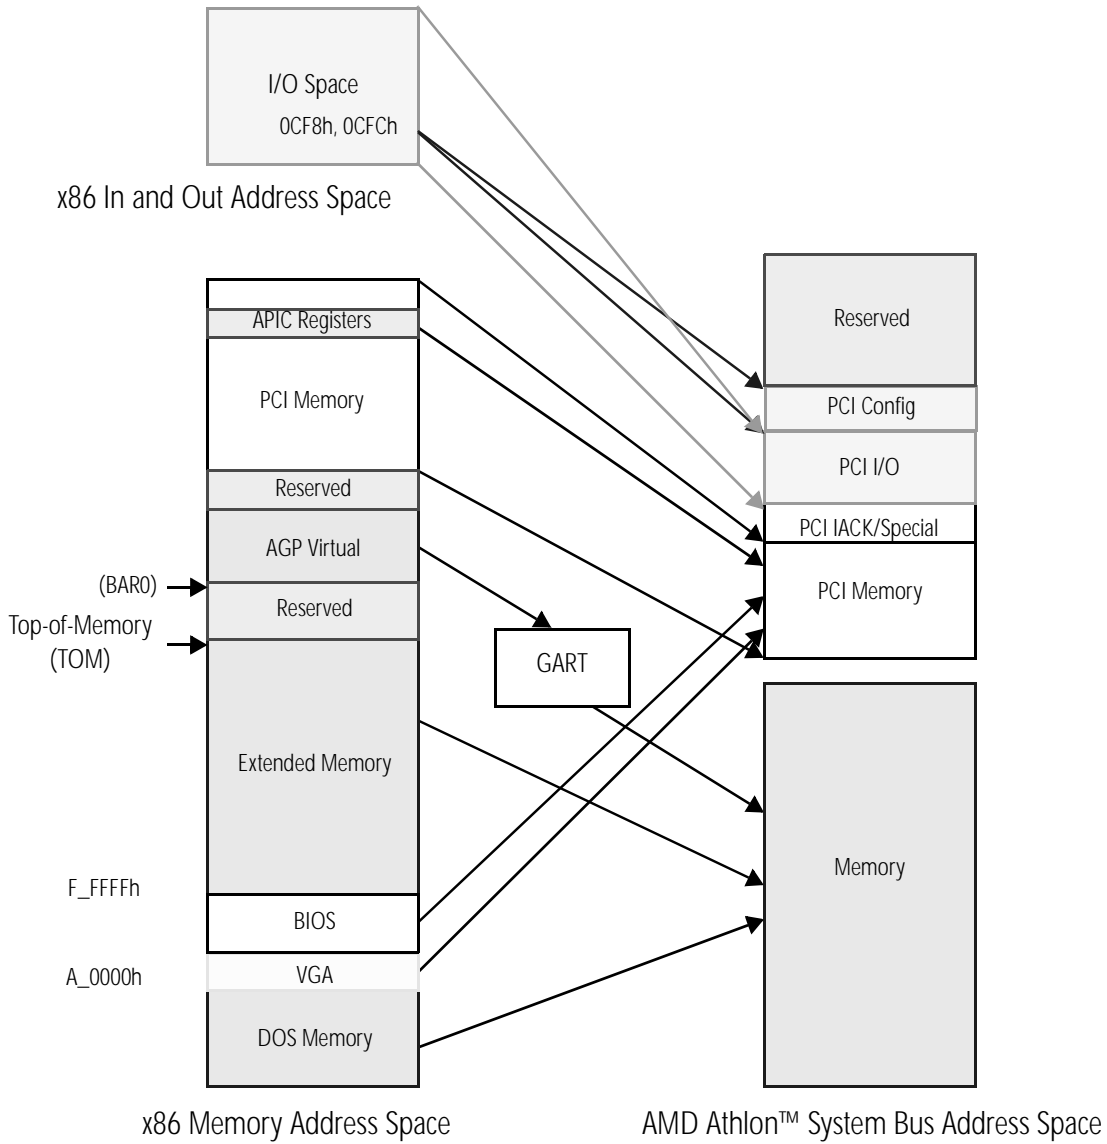 I/O Space
0CF8h, 0CFCh
x86 In and Out Address Space
APIC Registers
PCI Memory
Reserved
AGP Virtual
(BAR0)
Reserved
Top-of-Memory
(TOM)
Extended Memory
F_FFFFh
BIOS
A_0000h
VGA
DOS Memory
x86 Memory Address Space
GART
Reserved
PCI Config
PCI I/O
PCI IACK/Special
PCI Memory
Memory
AMD Athlon™ System Bus Address Space